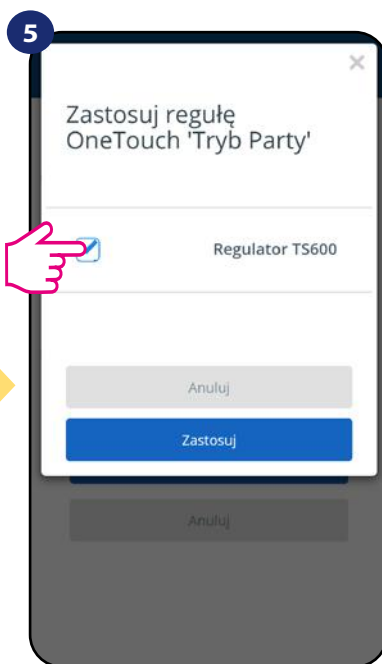 5
×
Zastosuj regułę
OneTouch 'Tryb Party'
Regulator TS600
Anuluj
Zastosuj
Anuluj